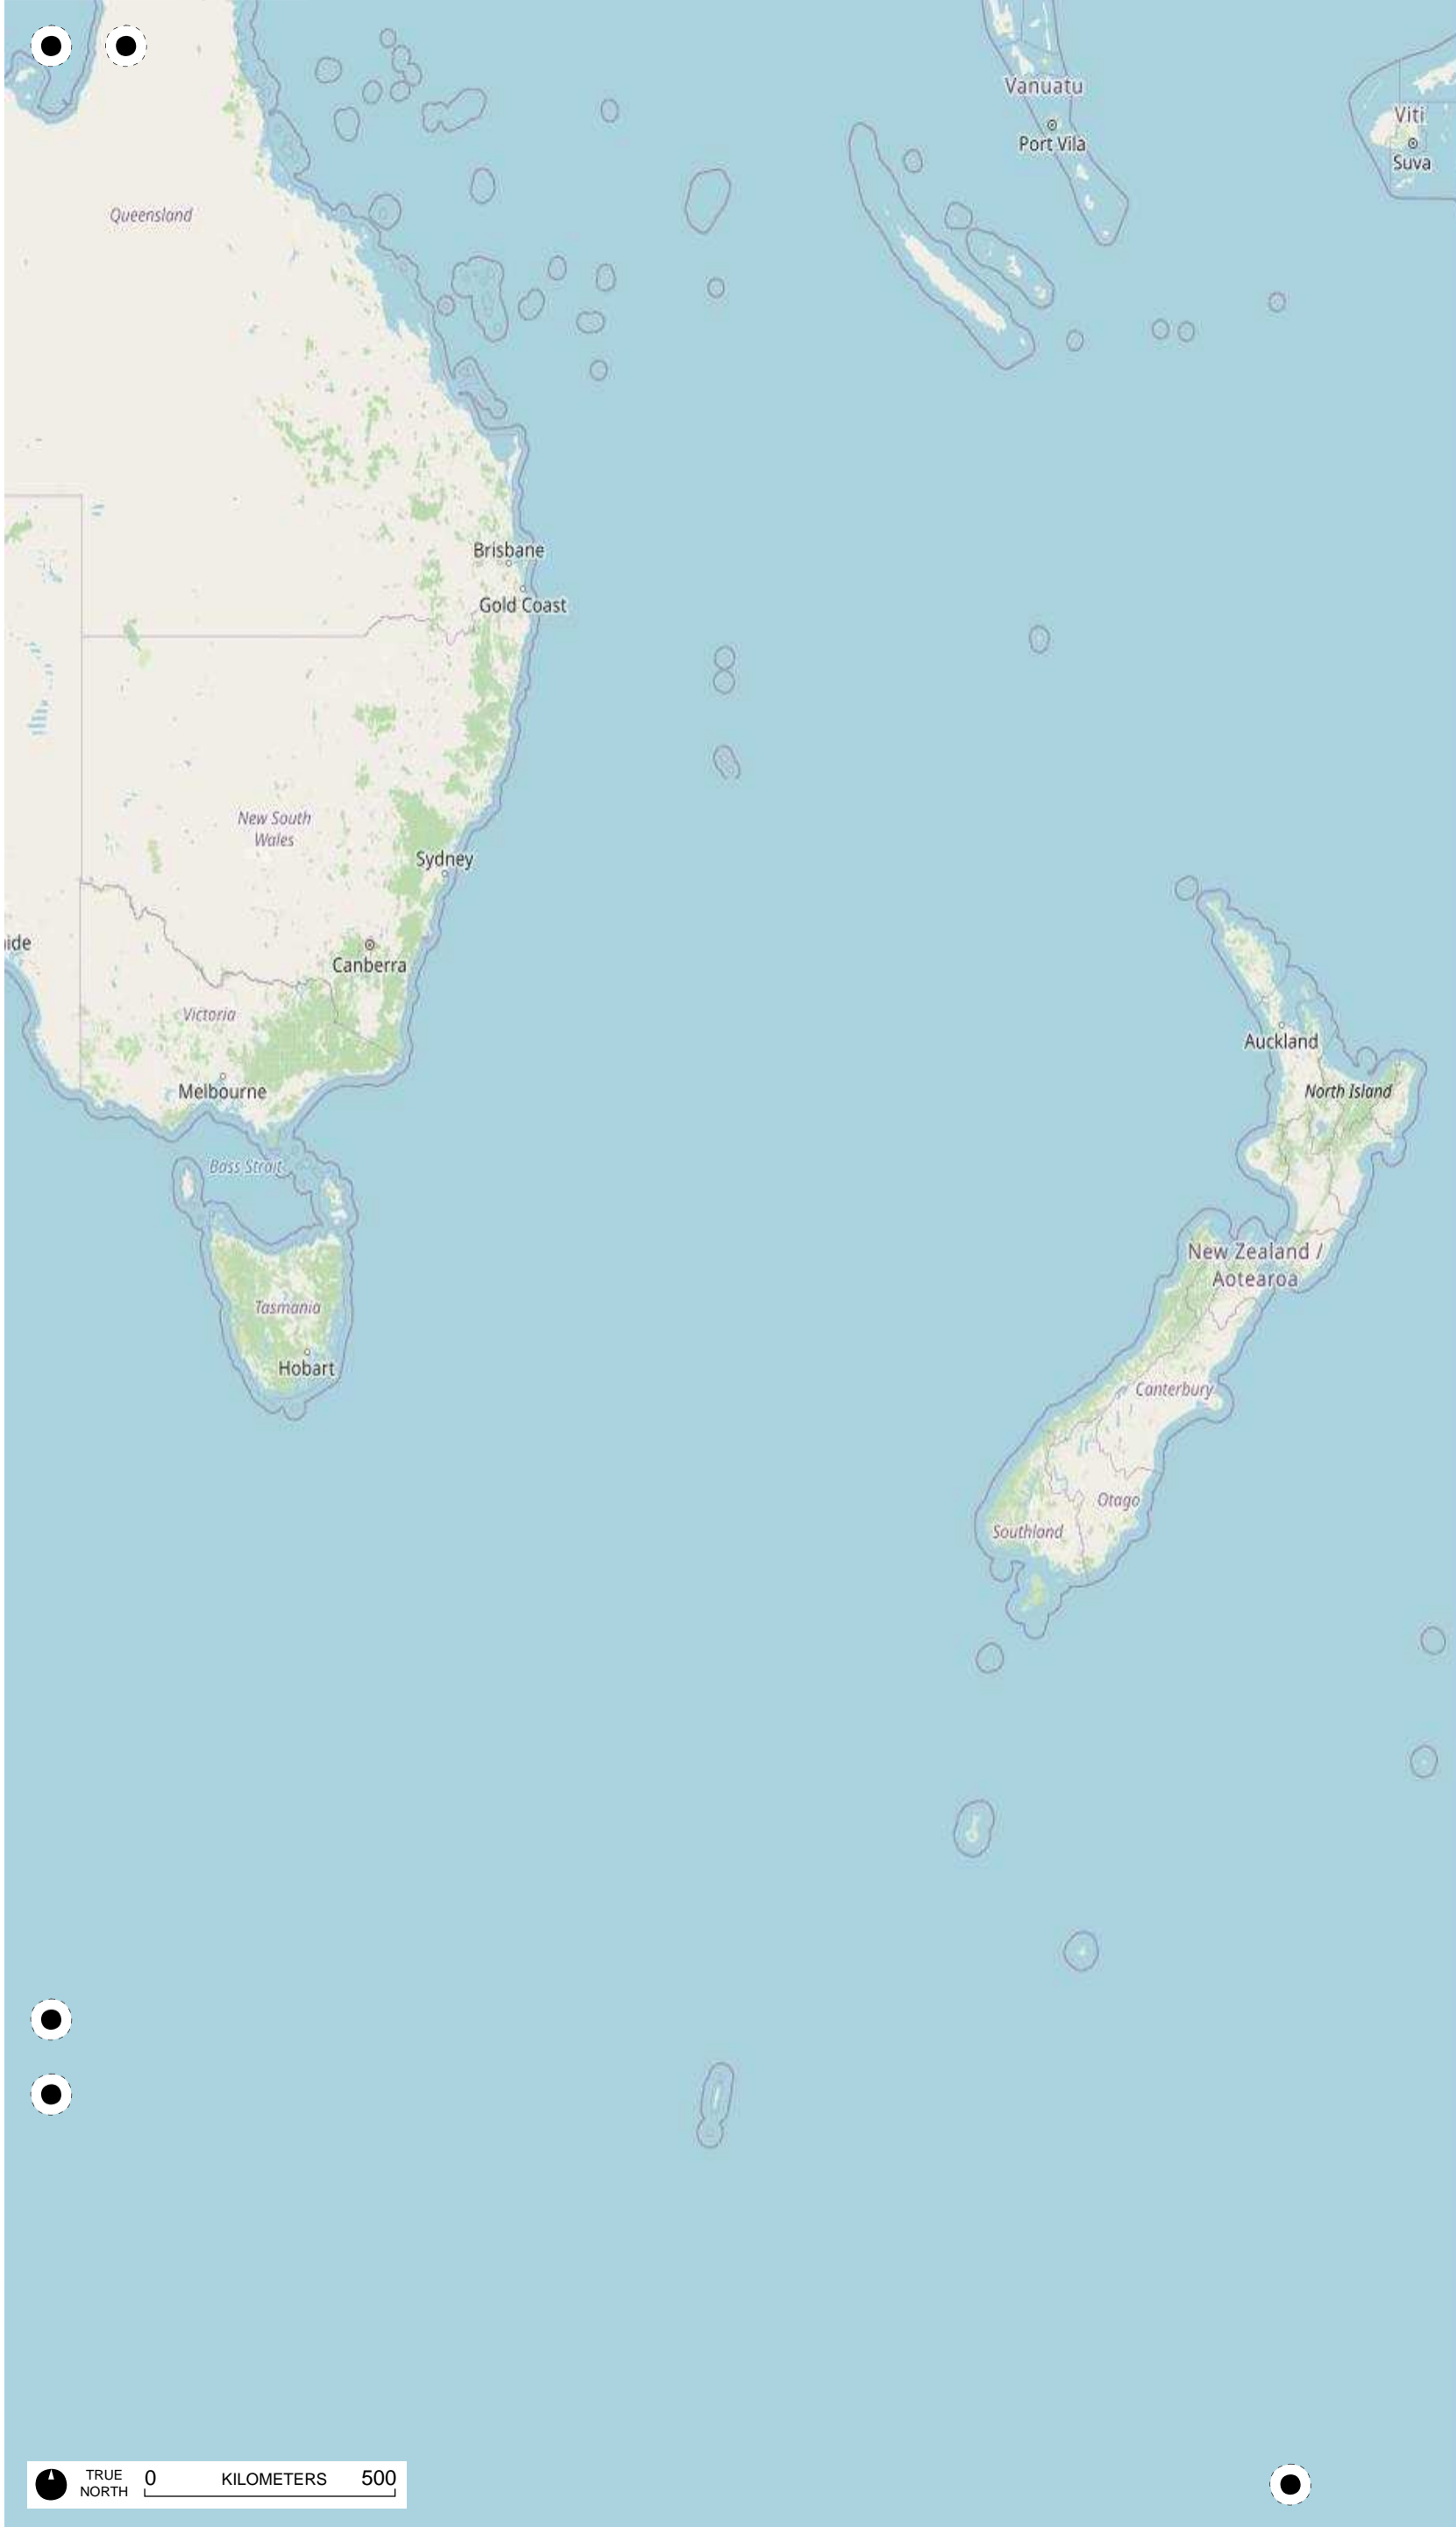 Vanuatu
Port Vila
Viti
Suva
Queensland
Brisbane
Gold Coast
New South
Wales
Sydney
aide
Canberra
Victoria
Auckland
Melbourne
North Island
Bass Strait
New Zealand /
Aotearoa
Tasmania
Hobart
Canterbury
Otago
Southland
TRUE
NORTH
0 KILOMETERS 500